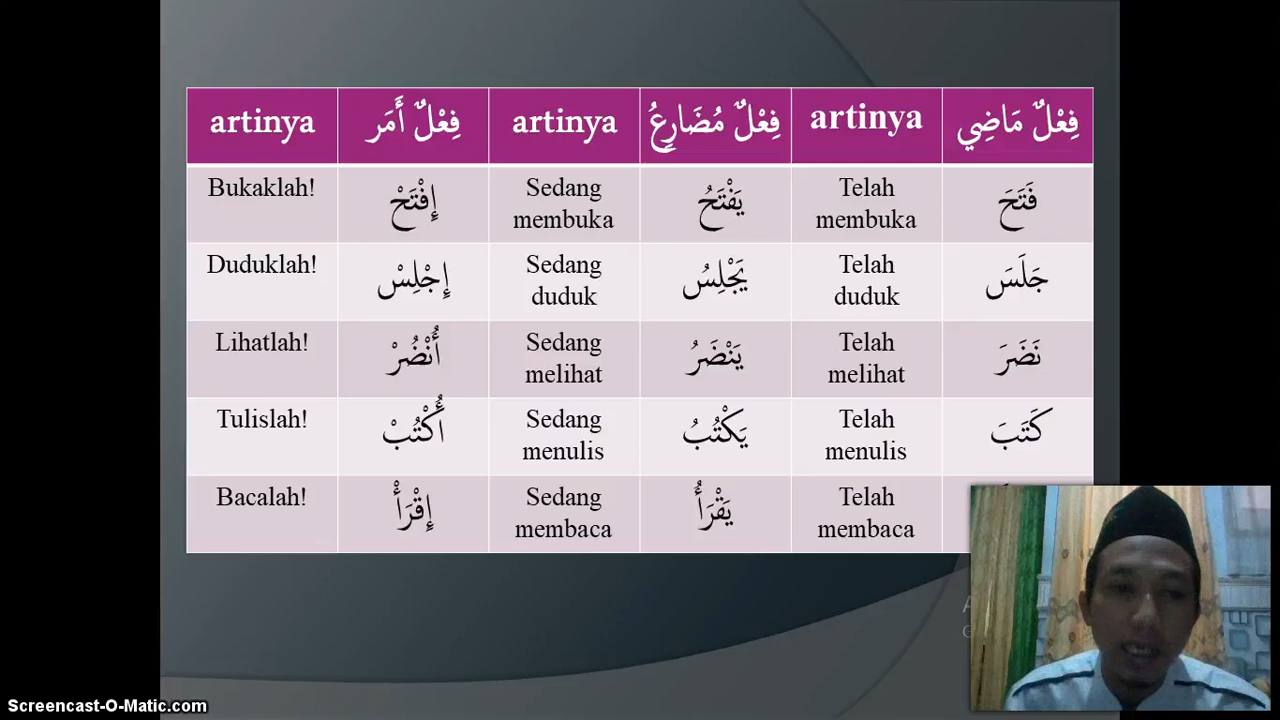 فِعْلٌ مَاضِي
artinya
فِعْلٌ مُضَارِعُ
artinya
فِعْلٌ أَمَر
artinya
فَتَحَ
Telah
membuka
يَفْتَحُ
Sedang
membuka
إِفْتَحْ
Bukaklah!
جَلَسَ
Telah
duduk
يَجْلِسُ
Sedang
duduk
إِجْلِسْ
Duduklah!
نَضَرَ
Telah
melihat
يَنْضَرُ
Sedang
melihat
أُنْضُرْ
Lihatlah!
كَتَبَ
Telah
menulis
يَكْتُبُ
Sedang
menulis
أُكْتُبْ
Tulislah!
Telah
membaca
يَقْرَأُ
Sedang
membaca
إِقْرَأْ
Bacalah!
Screencast-O-Matic.com